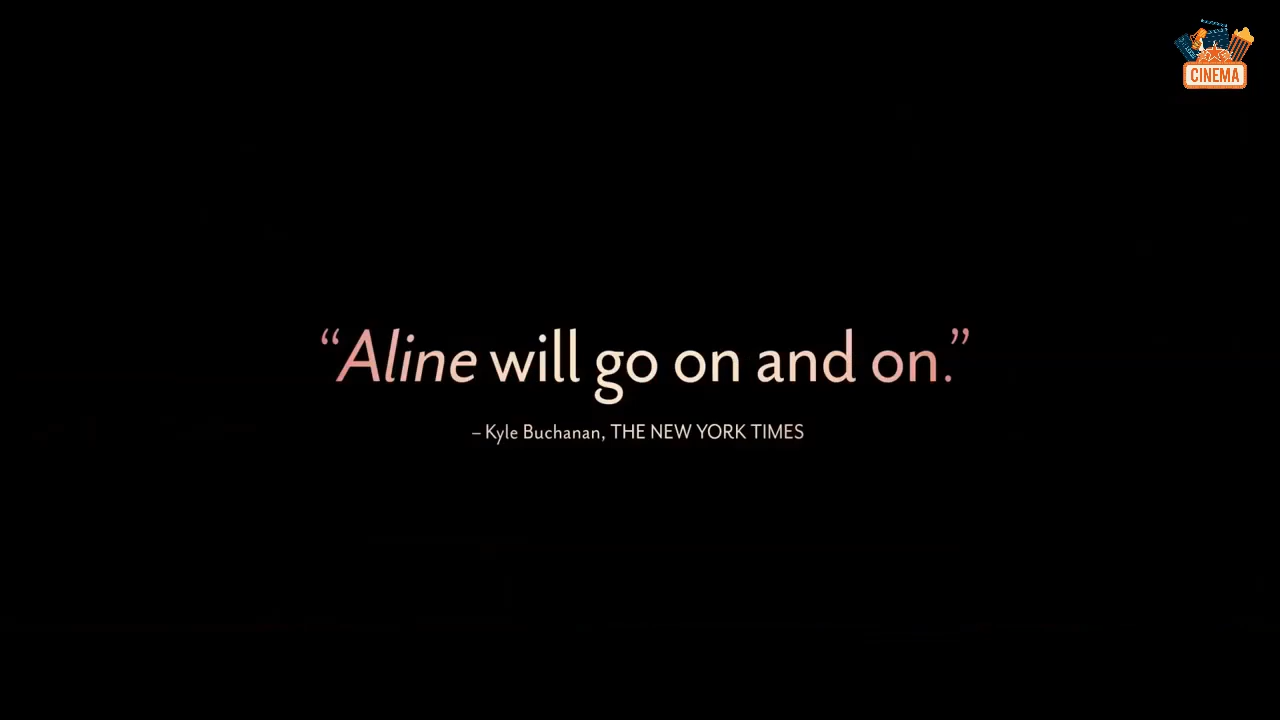 CINEMA
“Aline will go on and on.”
– Kyle Buchanan, THE NEW YORK TIMES